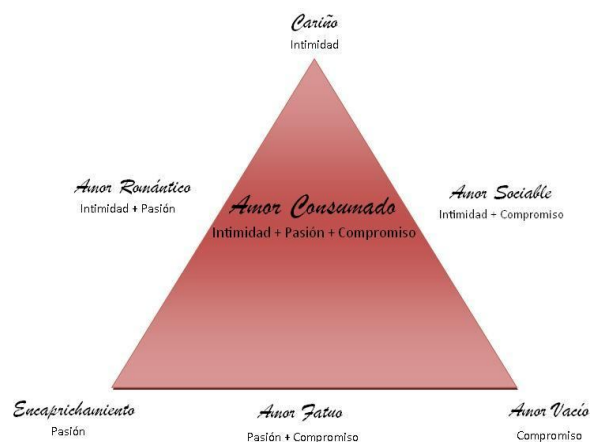 Cariño
Intimidad
Amor Romántico
Intimidad + Pasión
Amor Consumado
Intimidad + Pasión + Compromiso
Amor Sociable
Intimidad + Compromiso
Encaprichamiento
Pasión
Amor Fatuo
Pasión + Compromiso
Amor Vacío
Compromiso